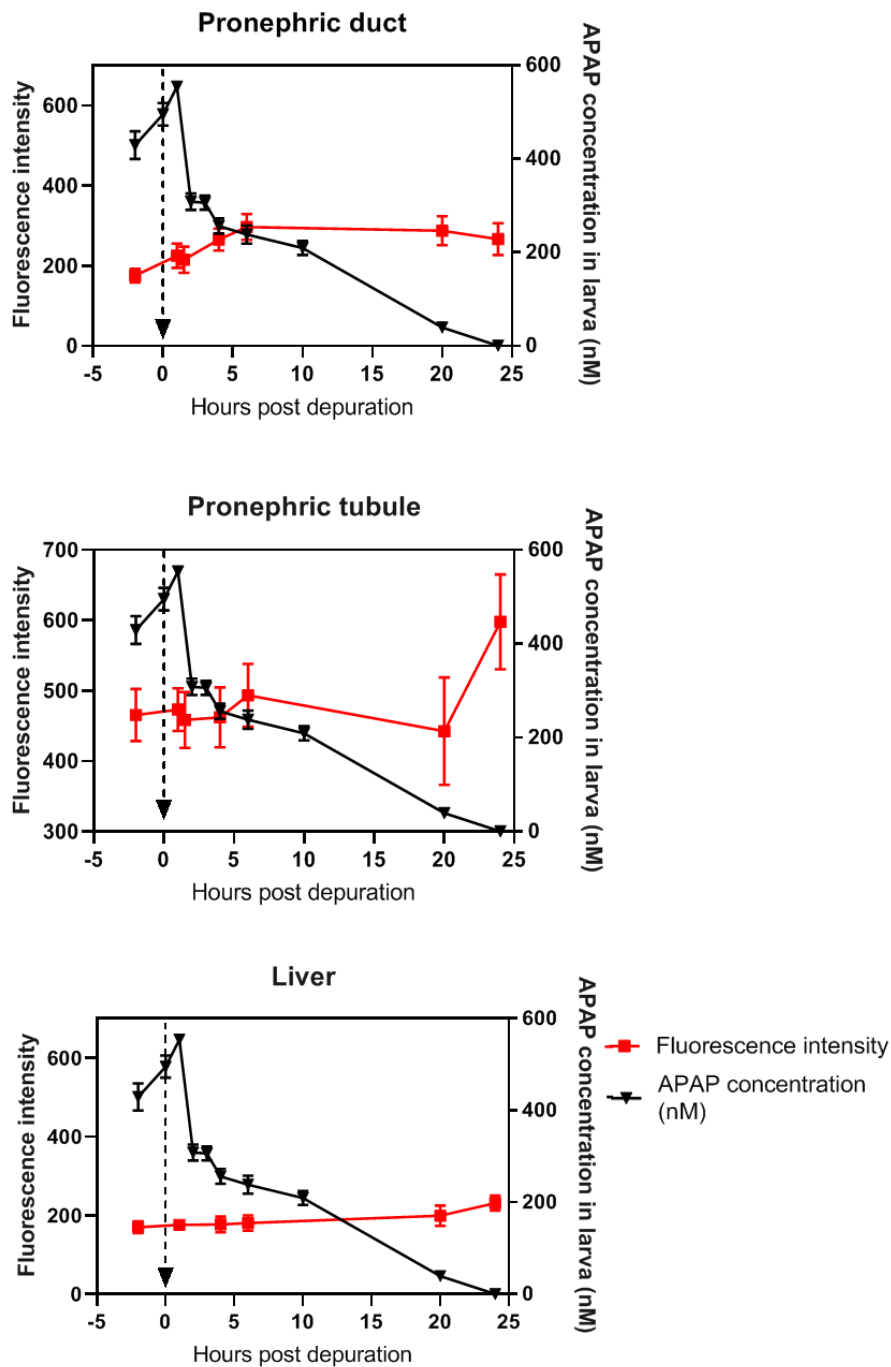 Pronephric duct
Fluorescence intensity
600
400
200
0
APAP concentration in larva (nM)
600
400
200
0
-5 0 5 10 15 20 25
Hours post depuration
Pronephric tubule
Fluorescence intensity
700
600
500
400
300
APAP concentration in larva (nM)
600
400
200
0
-5 0 5 10 15 20 25
Hours post depuration
Liver
Fluorescence intensity
600
400
200
0
APAP concentration in larva (nM)
600
400
200
0
-5 0 5 10 15 20 25
Hours post depuration
Fluorescence intensity
APAP concentration
(nM)